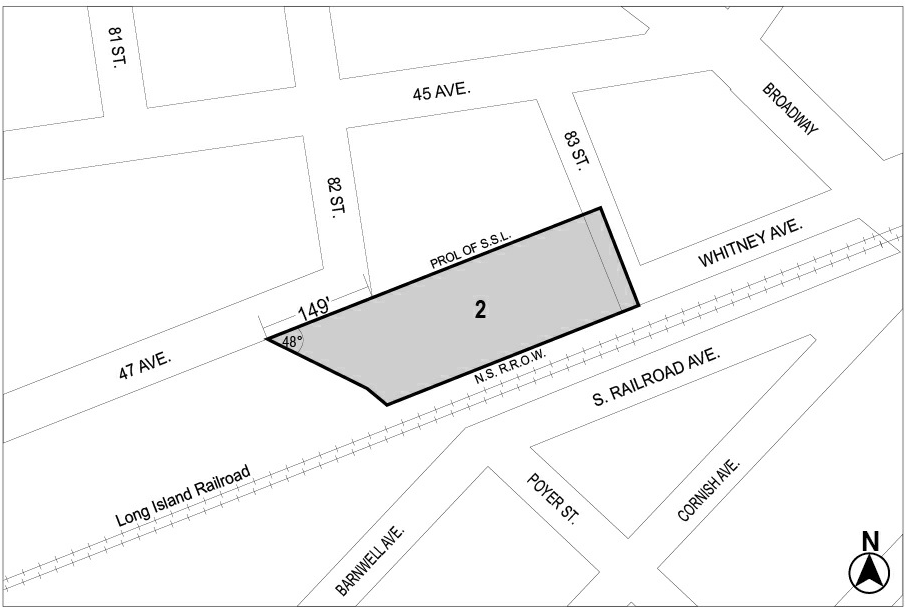 81 ST.
45 AVE.
BROADWAY
83 ST.
82 ST.
PROL OF S.S.L.
WHITNEY AVE.
149'
2
48°
47 AVE.
N.S. R.R.O.W.
S. RAILROAD AVE.
Long Island Railroad
POYER ST.
CORNISH AVE.
BARNWELL AVE.
N